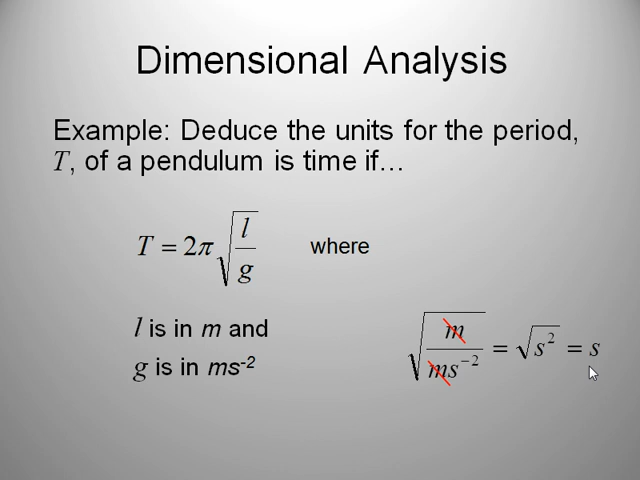 Dimensional Analysis
Example: Deduce the units for the period,
T, of a pendulum is time if…
T = 2π√(l/g) where
l is in m and
g is in ms⁻²
√(m/ms⁻²) = √s² = s